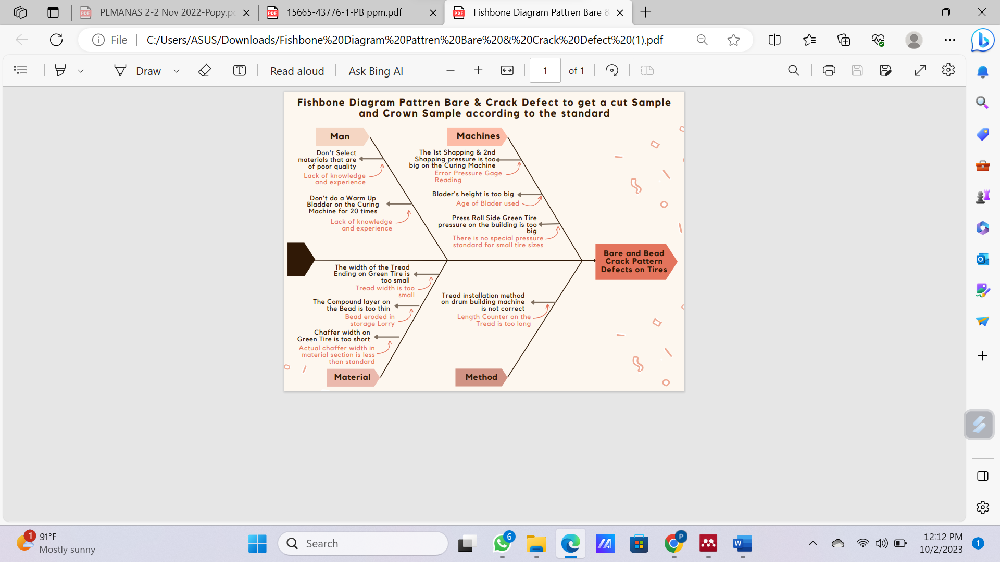 PEMANAS 2-2 Nov 2022-Popy.p
15665-43776-1-PB ppm.pdf
Fishbone Diagram Pattren Bare &
File
C:/Users/ASUS/Downloads/Fishbone%20Diagram%20Pattren%20Bare%20&%20Crack%20Defect%20(1).pdf
Draw
Read aloud
Ask Bing AI
1
of 1
Fishbone Diagram Pattren Bare & Crack Defect to get a cut Sample
and Crown Sample according to the standard
Man
Don't Select
materials that are
of poor quality
Lack of knowledge
and experience
Don't do a Warm Up
Bladder on the Curing
Machine for 20 times
Lack of knowledge
and experience
Machines
The 1st Shapping & 2nd
Shapping pressure is too
big on the Curing Machine
Error Pressure Gage
Reading
Blader's height is too big
Age of Blader used
Press Roll Side Green Tire
pressure on the building is too
big
There is no special pressure
standard for small tire sizes
Bare and Bead
Crack Pattern
Defects on Tires
The width of the Tread
Ending on Green Tire is
too small
Tread width is too
small
The Compound layer on
the Bead is too thin
Bead eroded in
storage Lorry
Chaffer width on
Green Tire is too short
Actual chaffer width in
material section is less
than standard
Material
Tread installation method
on drum building machine
is not correct
Length Counter on the
Tread is too long
Method
1
91°F
Mostly sunny
Search
6
P
12:12 PM
10/2/2023
1